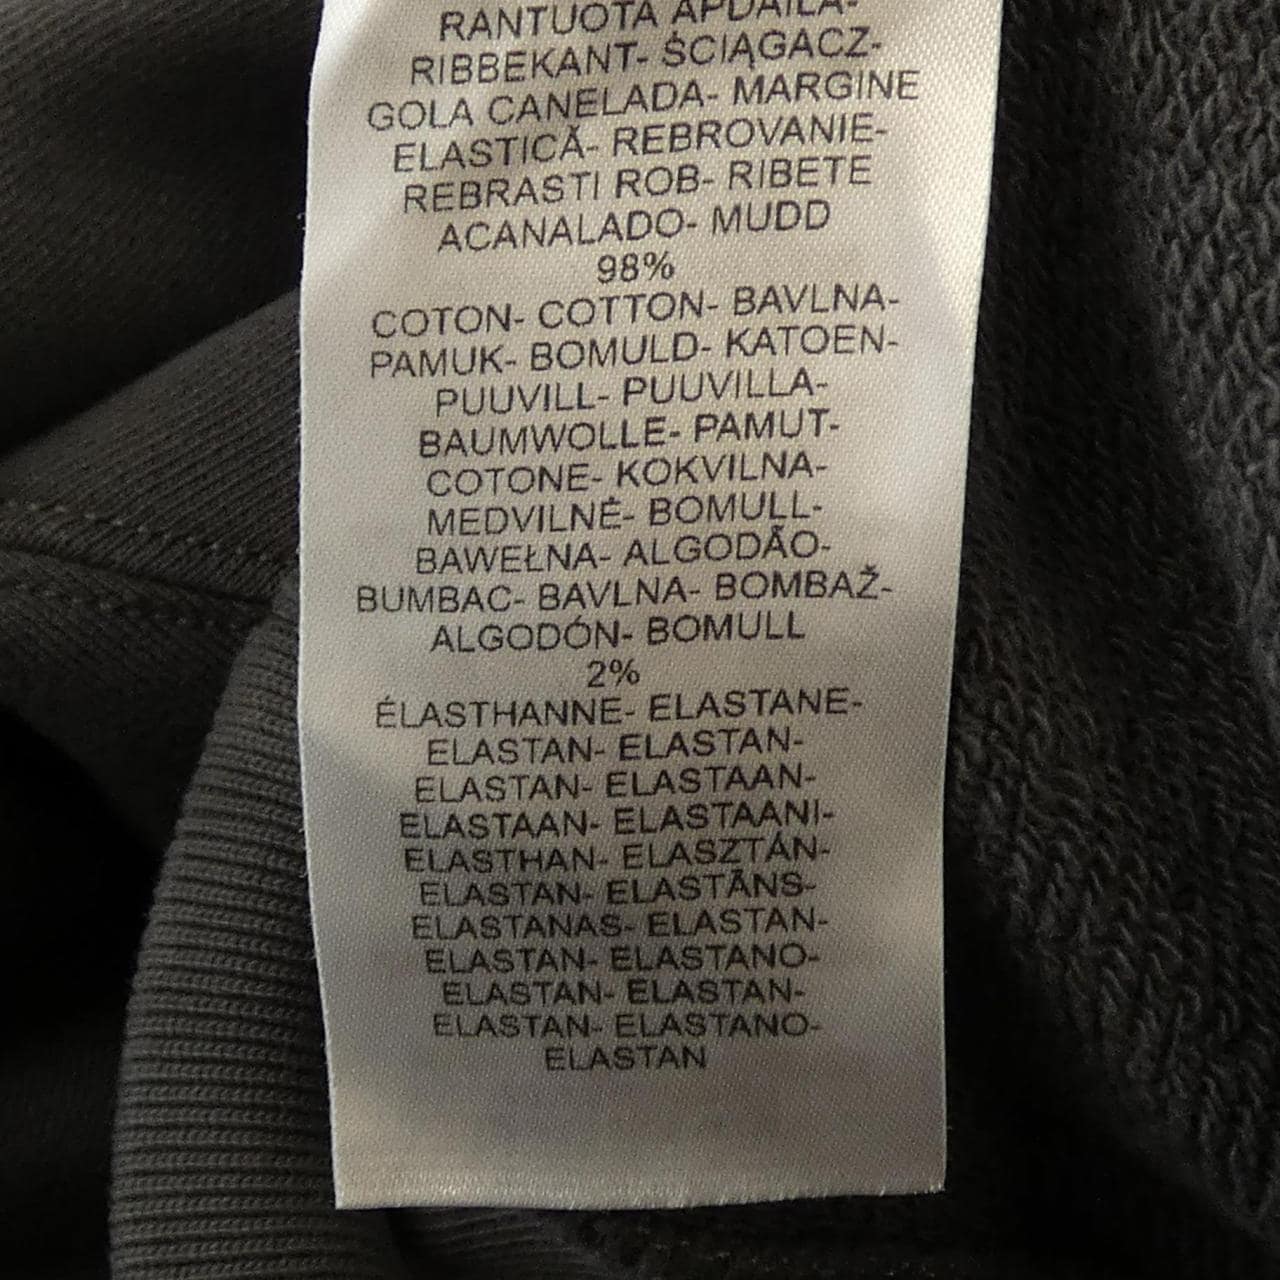 RANTUOTA APDAILA-
RIBBEKANT- ŚCIĄGACZ-
GOLA CANELADA- MARGINE
ELASTICĂ- REBROVANIE-
REBRASTI ROB- RIBETE
ACANALADO- MUDD
98%
COTON- COTTON- BAVLNA-
PAMUK- BOMULD- KATOEN-
PUUVILL- PUUVILLA-
BAUMWOLLE- PAMUT-
COTONE- KOKVILNA-
MEDVILNĖ- BOMULL-
BAWEŁNA- ALGODÃO-
BUMBAC- BAVLNA- BOMBAŽ-
ALGODÓN- BOMULL
2%
ÉLASTHANNE- ELASTANE-
ELASTAN- ELASTAN-
ELASTAN- ELASTAAN-
ELASTAAN- ELASTAANI-
ELASTHAN- ELASZTÁN-
ELASTAN- ELASTĀNS-
ELASTANAS- ELASTAN-
ELASTAN- ELASTANO-
ELASTAN- ELASTAN-
ELASTAN- ELASTANO-
ELASTAN